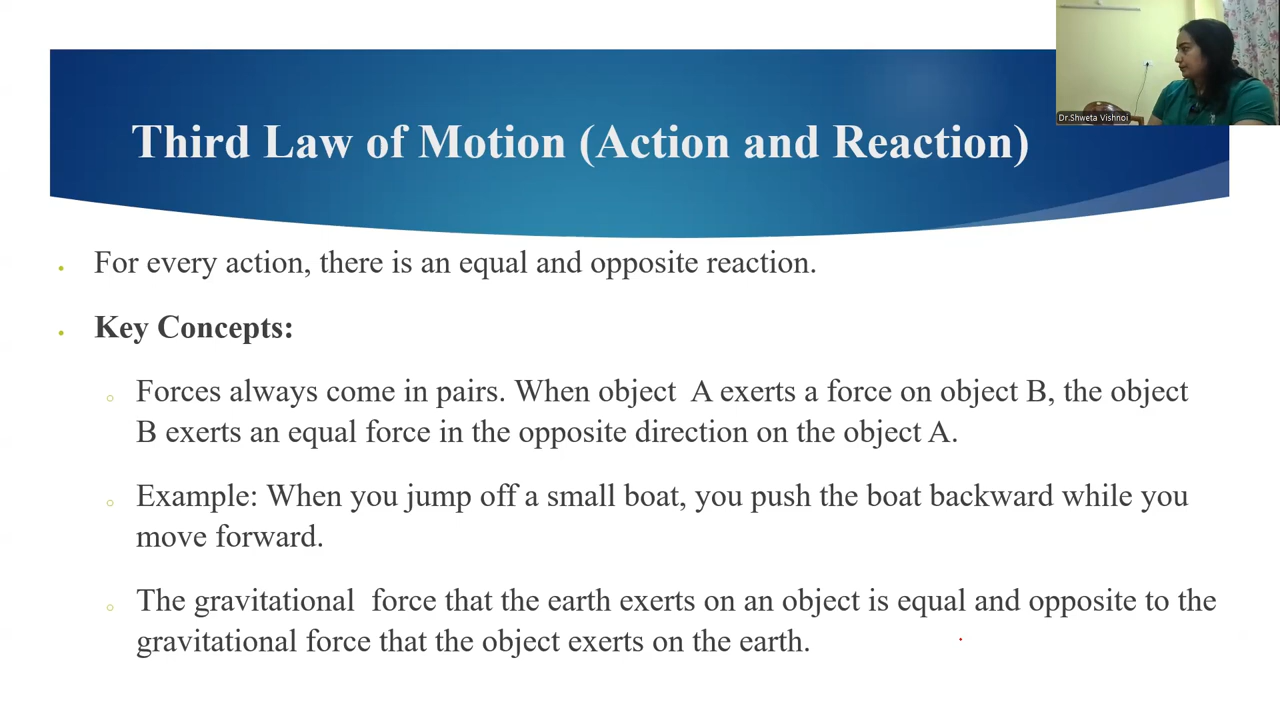 Dr.Shweta Vishnoi
Third Law of Motion (Action and Reaction)
For every action, there is an equal and opposite reaction.
Key Concepts:
Forces always come in pairs. When object A exerts a force on object B, the object
B exerts an equal force in the opposite direction on the object A.
Example: When you jump off a small boat, you push the boat backward while you
move forward.
The gravitational force that the earth exerts on an object is equal and opposite to the
gravitational force that the object exerts on the earth.